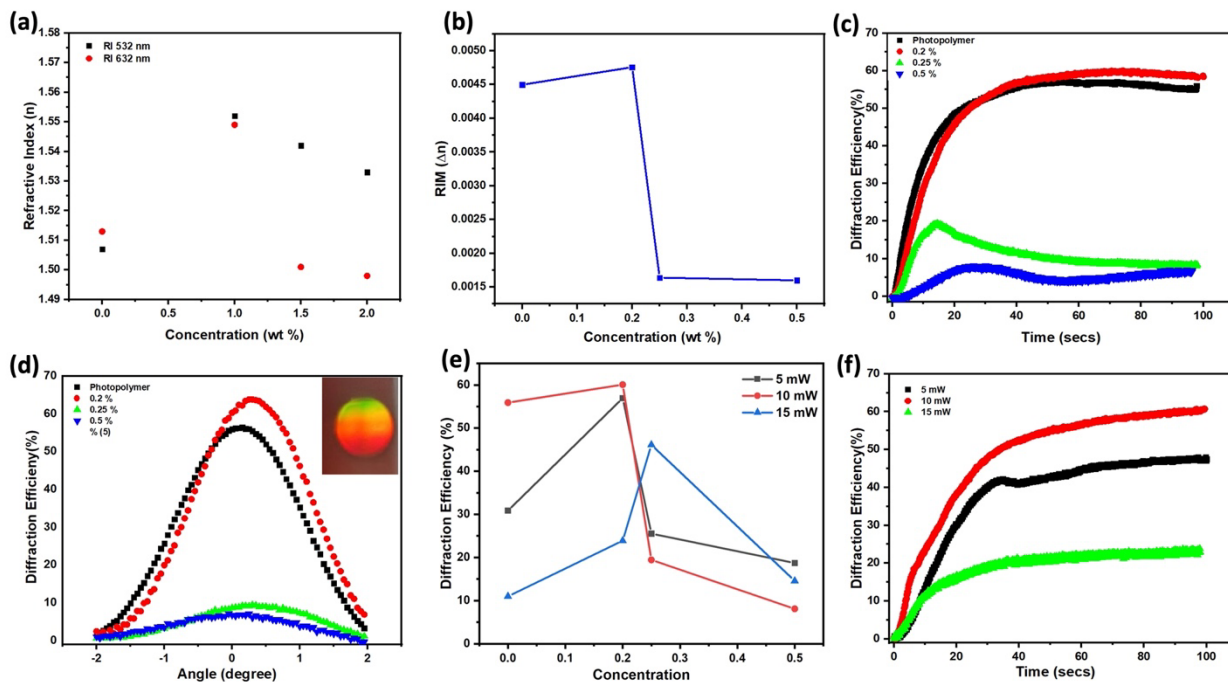 (a)
RI 532 nm
RI 632 nm
1.58
1.57
1.56
1.55
1.54
1.53
1.52
1.51
1.50
1.49
Refractive Index (n)
0.0 0.5 1.0 1.5 2.0
Concentration (wt %)
(b)
0.0050
0.0045
0.0040
0.0035
0.0030
0.0025
0.0020
0.0015
RIM (Δn)
0.0 0.1 0.2 0.3 0.4 0.5
Concentration (wt %)
(c)
Photopolymer
0.2 %
0.25 %
0.5 %
70
60
50
40
30
20
10
0
Diffraction Efficiency(%)
0 20 40 60 80 100
Time (secs)
(d)
Photopolymer
0.2 %
0.25 %
0.5 %
% (5)
70
60
50
40
30
20
10
0
Diffraction Efficieny(%)
-2 -1 0 1 2
Angle (degree)
(e)
5 mW
10 mW
15 mW
60
50
40
30
20
10
0
Diffraction Efficiency (%)
0.0 0.1 0.2 0.3 0.4 0.5
Concentration
(f)
5 mW
10 mW
15 mW
70
60
50
40
30
20
10
0
Diffraction Efficiency(%)
0 20 40 60 80 100
Time (secs)